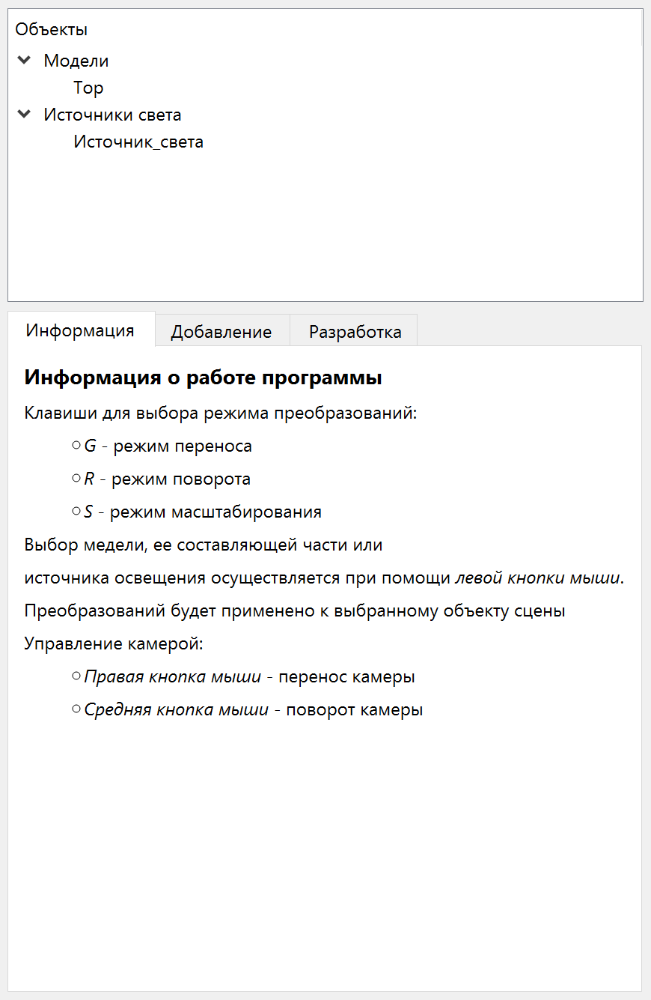 Объекты
Модели
Тор
Источники света
Источник_света
Информация
Добавление
Разработка
Информация о работе программы
Клавиши для выбора режима преобразований:
G - режим переноса
R - режим поворота
S - режим масштабирования
Выбор медели, ее составляющей части или
источника освещения осуществляется при помощи левой кнопки мыши.
Преобразований будет применено к выбранному объекту сцены
Управление камерой:
Правая кнопка мыши - перенос камеры
Средняя кнопка мыши - поворот камеры